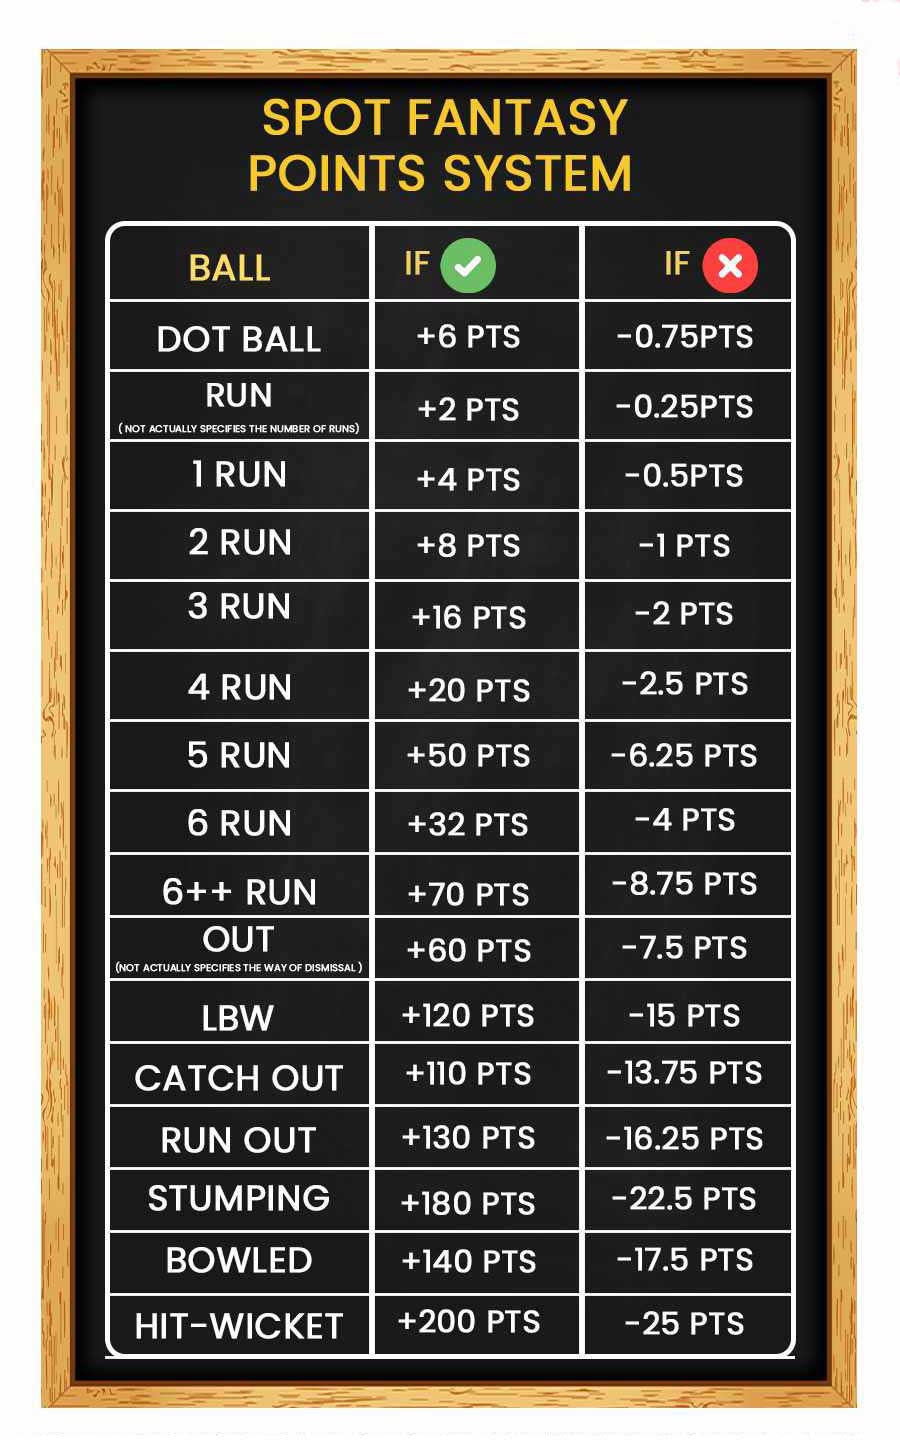 SPOT FANTASY
POINTS SYSTEM
BALL IF IF
DOT BALL +6 PTS -0.75PTS
RUN +2 PTS -0.25PTS
( NOT ACTUALLY SPECIFIES THE NUMBER OF RUNS)
1 RUN +4 PTS -0.5PTS
2 RUN +8 PTS -1 PTS
3 RUN +16 PTS -2 PTS
4 RUN +20 PTS -2.5 PTS
5 RUN +50 PTS -6.25 PTS
6 RUN +32 PTS -4 PTS
6++ RUN +70 PTS -8.75 PTS
OUT +60 PTS -7.5 PTS
(NOT ACTUALLY SPECIFIES THE WAY OF DISMISSAL )
LBW +120 PTS -15 PTS
CATCH OUT +110 PTS -13.75 PTS
RUN OUT +130 PTS -16.25 PTS
STUMPING +180 PTS -22.5 PTS
BOWLED +140 PTS -17.5 PTS
HIT-WICKET +200 PTS -25 PTS